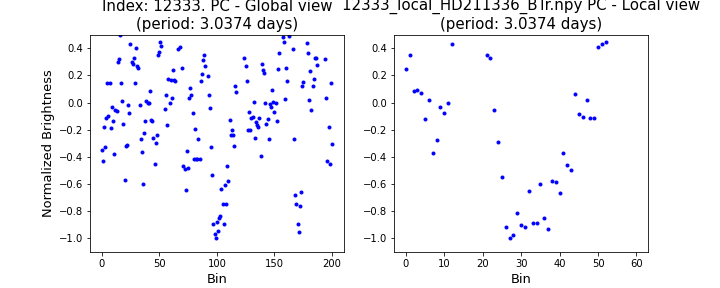 Index: 12333. PC - Global view
(period: 3.0374 days)
12333_local_HD211336_BTr.npy PC - Local view
(period: 3.0374 days)
Normalized Brightness
0.4
0.2
0.0
−0.2
−0.4
−0.6
−0.8
−1.0
0 50 100 150 200
Bin
0.4
0.2
0.0
−0.2
−0.4
−0.6
−0.8
−1.0
0 10 20 30 40 50 60
Bin